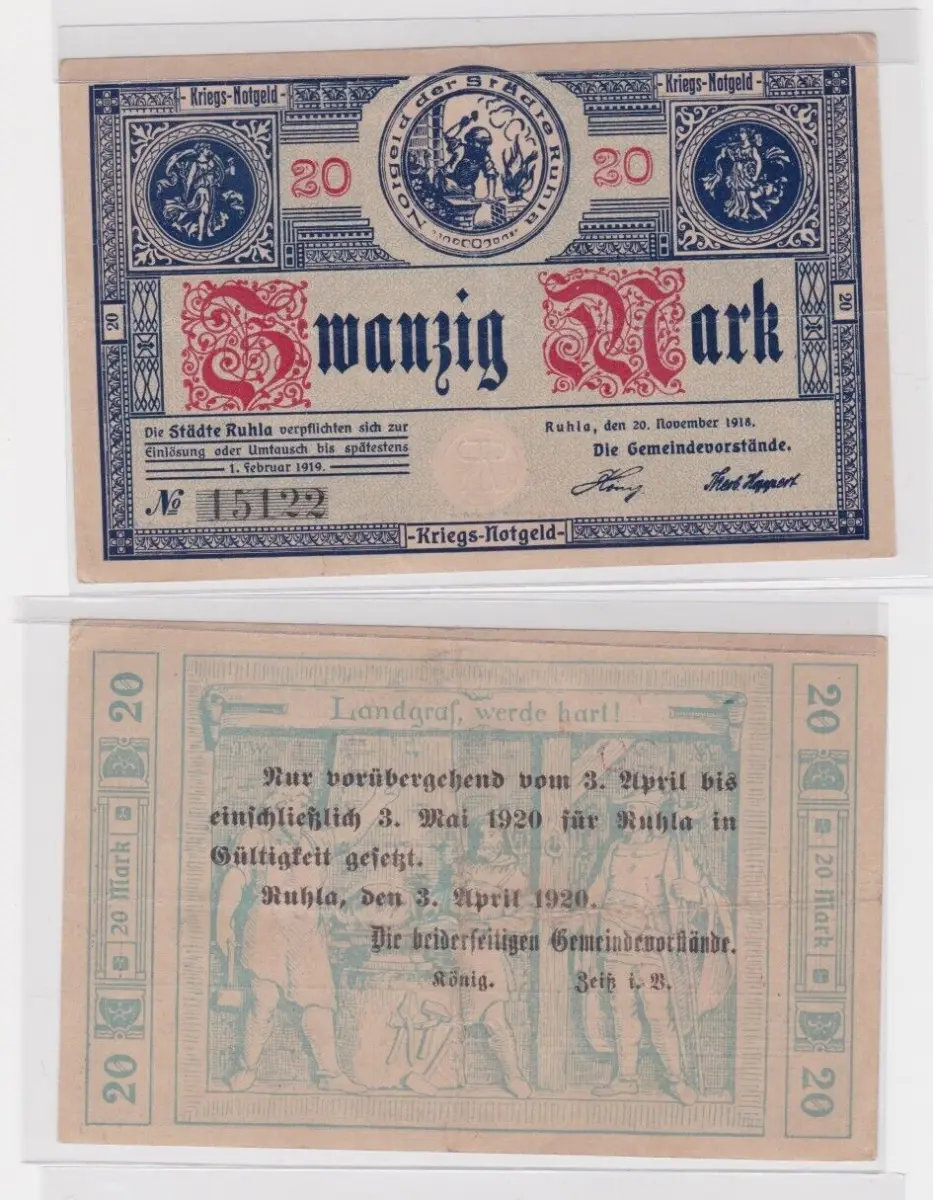 -Kriegs-Notgeld-
-Kriegs-Notgeld-
Notgeld der Städte Ruhla
20
20
Zwanzig Mark
20
20
Die Städte Ruhla verpflichten sich zur
Einlösung oder Umtausch bis spätestens
1. Februar 1919.
№ 15122
Ruhla, den 20. November 1918.
Die Gemeindevorstände.
-Kriegs-Notgeld-
20
20
Landgraf, werde hart!
Nur vorübergehend vom 3. April bis
einschließlich 3. Mai 1920 für Ruhla in
Gültigkeit gesetzt.
Ruhla, den 3. April 1920.
Die beiderseitigen Gemeindevorstände.
König. Zeiß i. V.
20 Mark
20 Mark
20
20